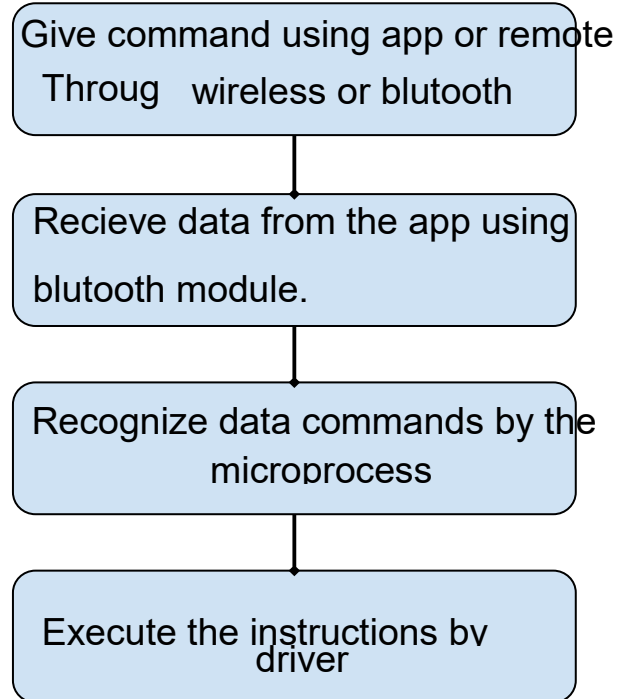 Give command using app or remote
Throug wireless or blutooth
Recieve data from the app using
blutooth module.
Recognize data commands by the
microprocess
Execute the instructions by
driver